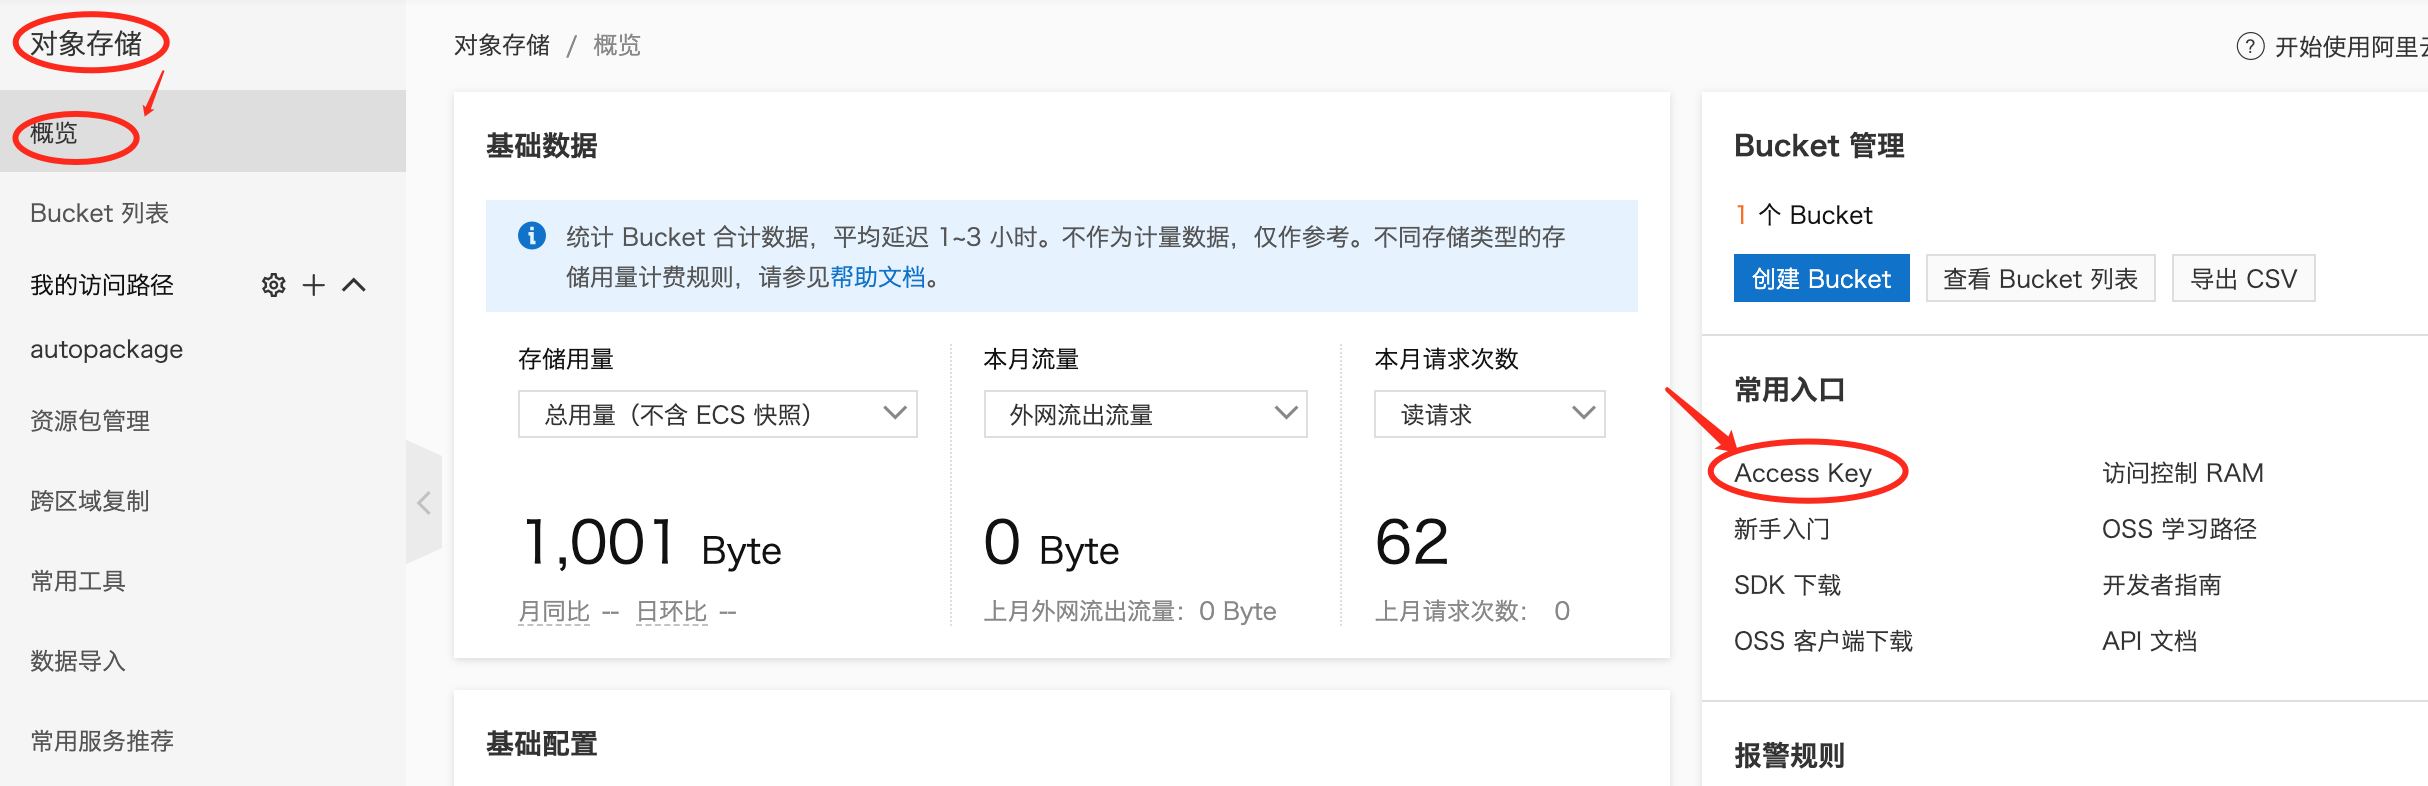 对象存储
概览
Bucket 列表
我的访问路径
autopackage
资源包管理
跨区域复制
常用工具
数据导入
常用服务推荐
对象存储 / 概览
开始使用阿里
基础数据
统计 Bucket 合计数据，平均延迟 1~3 小时。不作为计量数据，仅作参考。不同存储类型的存
储用量计费规则，请参见帮助文档。
存储用量
总用量（不含 ECS 快照）
1,001 Byte
月同比 -- 日环比 --
本月流量
外网流出流量
0 Byte
上月外网流出流量：0 Byte
本月请求次数
读请求
62
上月请求次数： 0
基础配置
Bucket 管理
1 个 Bucket
创建 Bucket 查看 Bucket 列表 导出 CSV
常用入口
Access Key 访问控制 RAM
新手入门 OSS 学习路径
SDK 下载 开发者指南
OSS 客户端下载 API 文档
报警规则